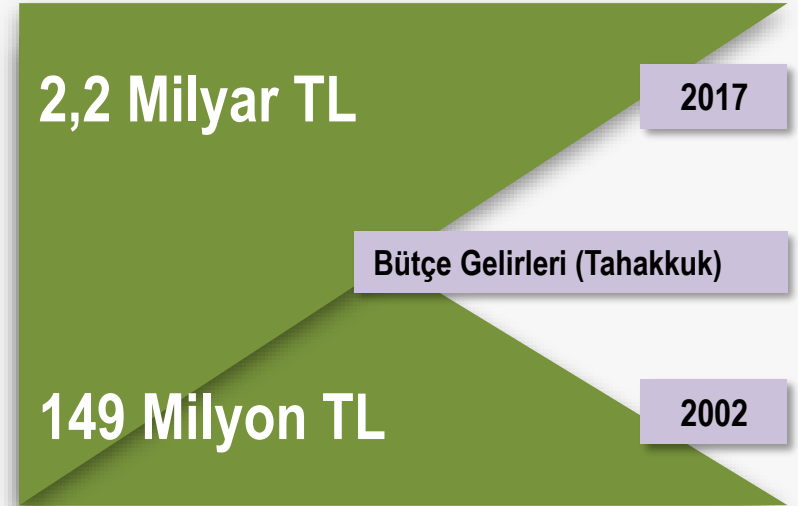 2,2 Milyar TL
2017
Bütçe Gelirleri (Tahakkuk)
149 Milyon TL
2002